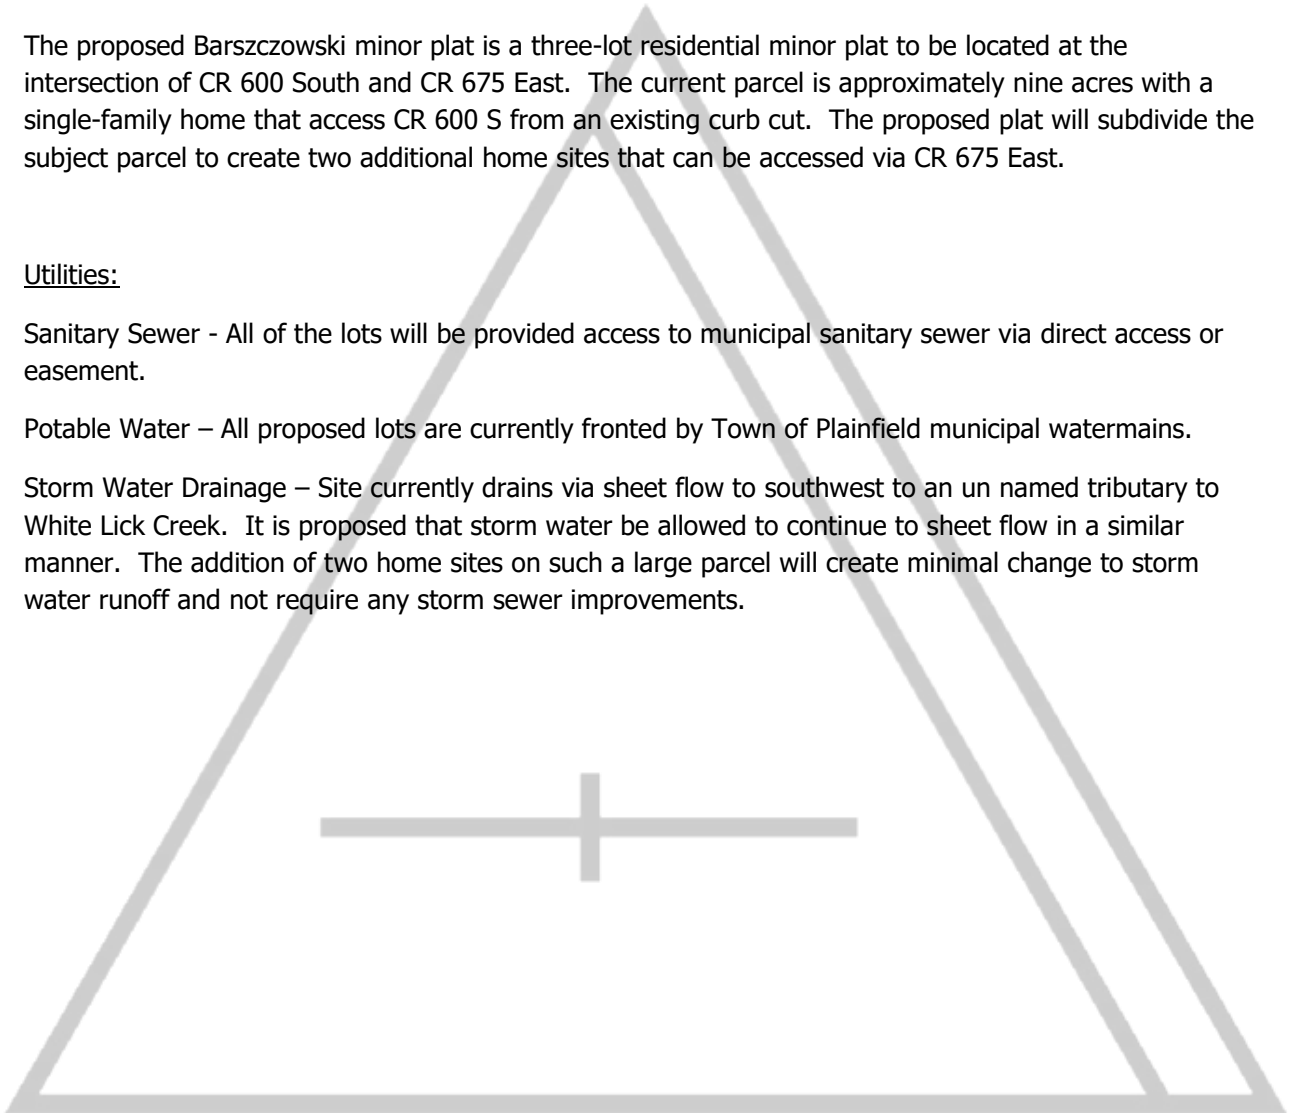 The proposed Barszczowski minor plat is a three-lot residential minor plat to be located at the
intersection of CR 600 South and CR 675 East.  The current parcel is approximately nine acres with a
single-family home that access CR 600 S from an existing curb cut.  The proposed plat will subdivide the
subject parcel to create two additional home sites that can be accessed via CR 675 East.
Utilities:
Sanitary Sewer - All of the lots will be provided access to municipal sanitary sewer via direct access or
easement.
Potable Water – All proposed lots are currently fronted by Town of Plainfield municipal watermains.
Storm Water Drainage – Site currently drains via sheet flow to southwest to an un named tributary to
White Lick Creek.  It is proposed that storm water be allowed to continue to sheet flow in a similar
manner.  The addition of two home sites on such a large parcel will create minimal change to storm
water runoff and not require any storm sewer improvements.